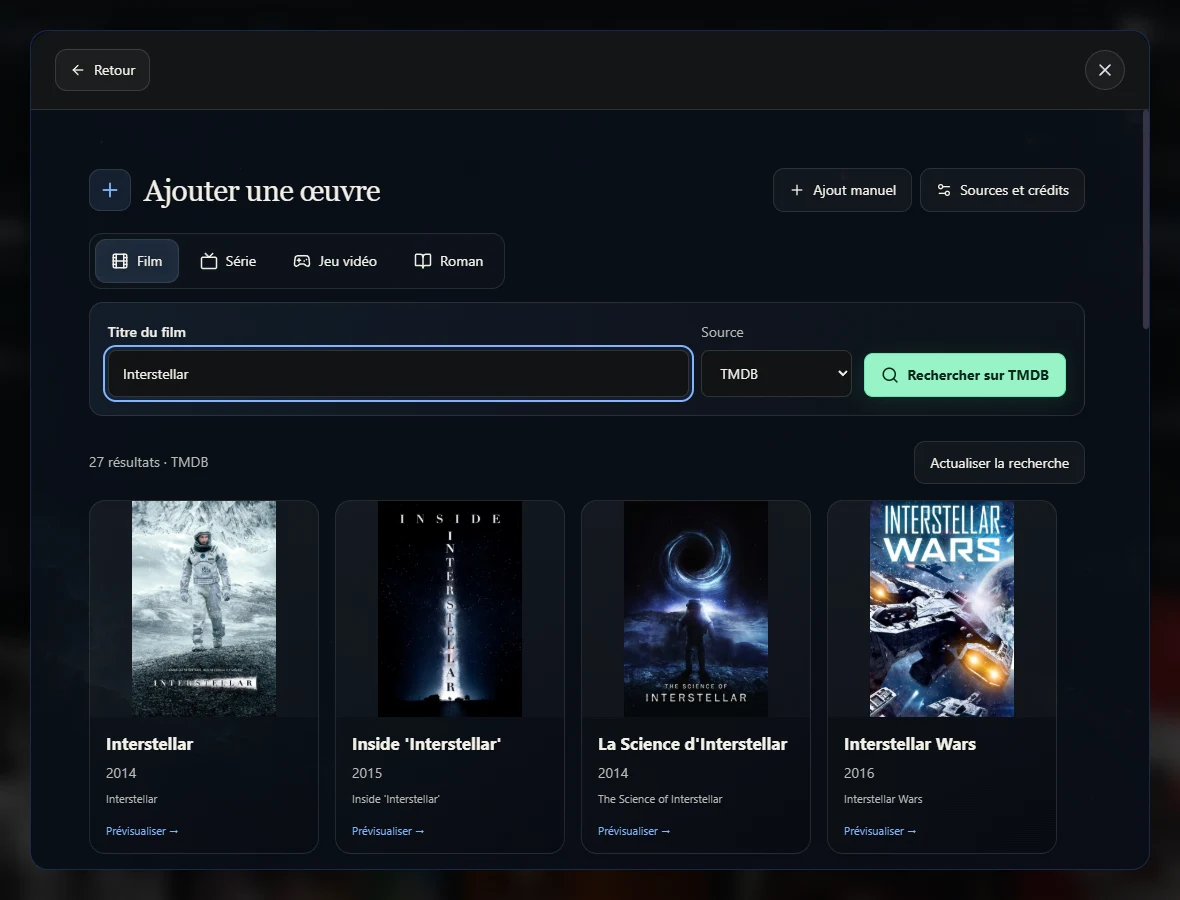 Retour
Ajouter une œuvre
Ajout manuel
Sources et crédits
Film
Série
Jeu vidéo
Roman
Titre du film
Source
Interstellar
TMDB
Rechercher sur TMDB
27 résultats · TMDB
Actualiser la recherche
INTERSTELLAR
INSIDE
INTERSTELLAR
THE SCIENCE OF
INTERSTELLAR
INTERSTELLAR
WARS
Interstellar
2014
Interstellar
Prévisualiser →
Inside 'Interstellar'
2015
Inside 'Interstellar'
Prévisualiser →
La Science d'Interstellar
2014
The Science of Interstellar
Prévisualiser →
Interstellar Wars
2016
Interstellar Wars
Prévisualiser →